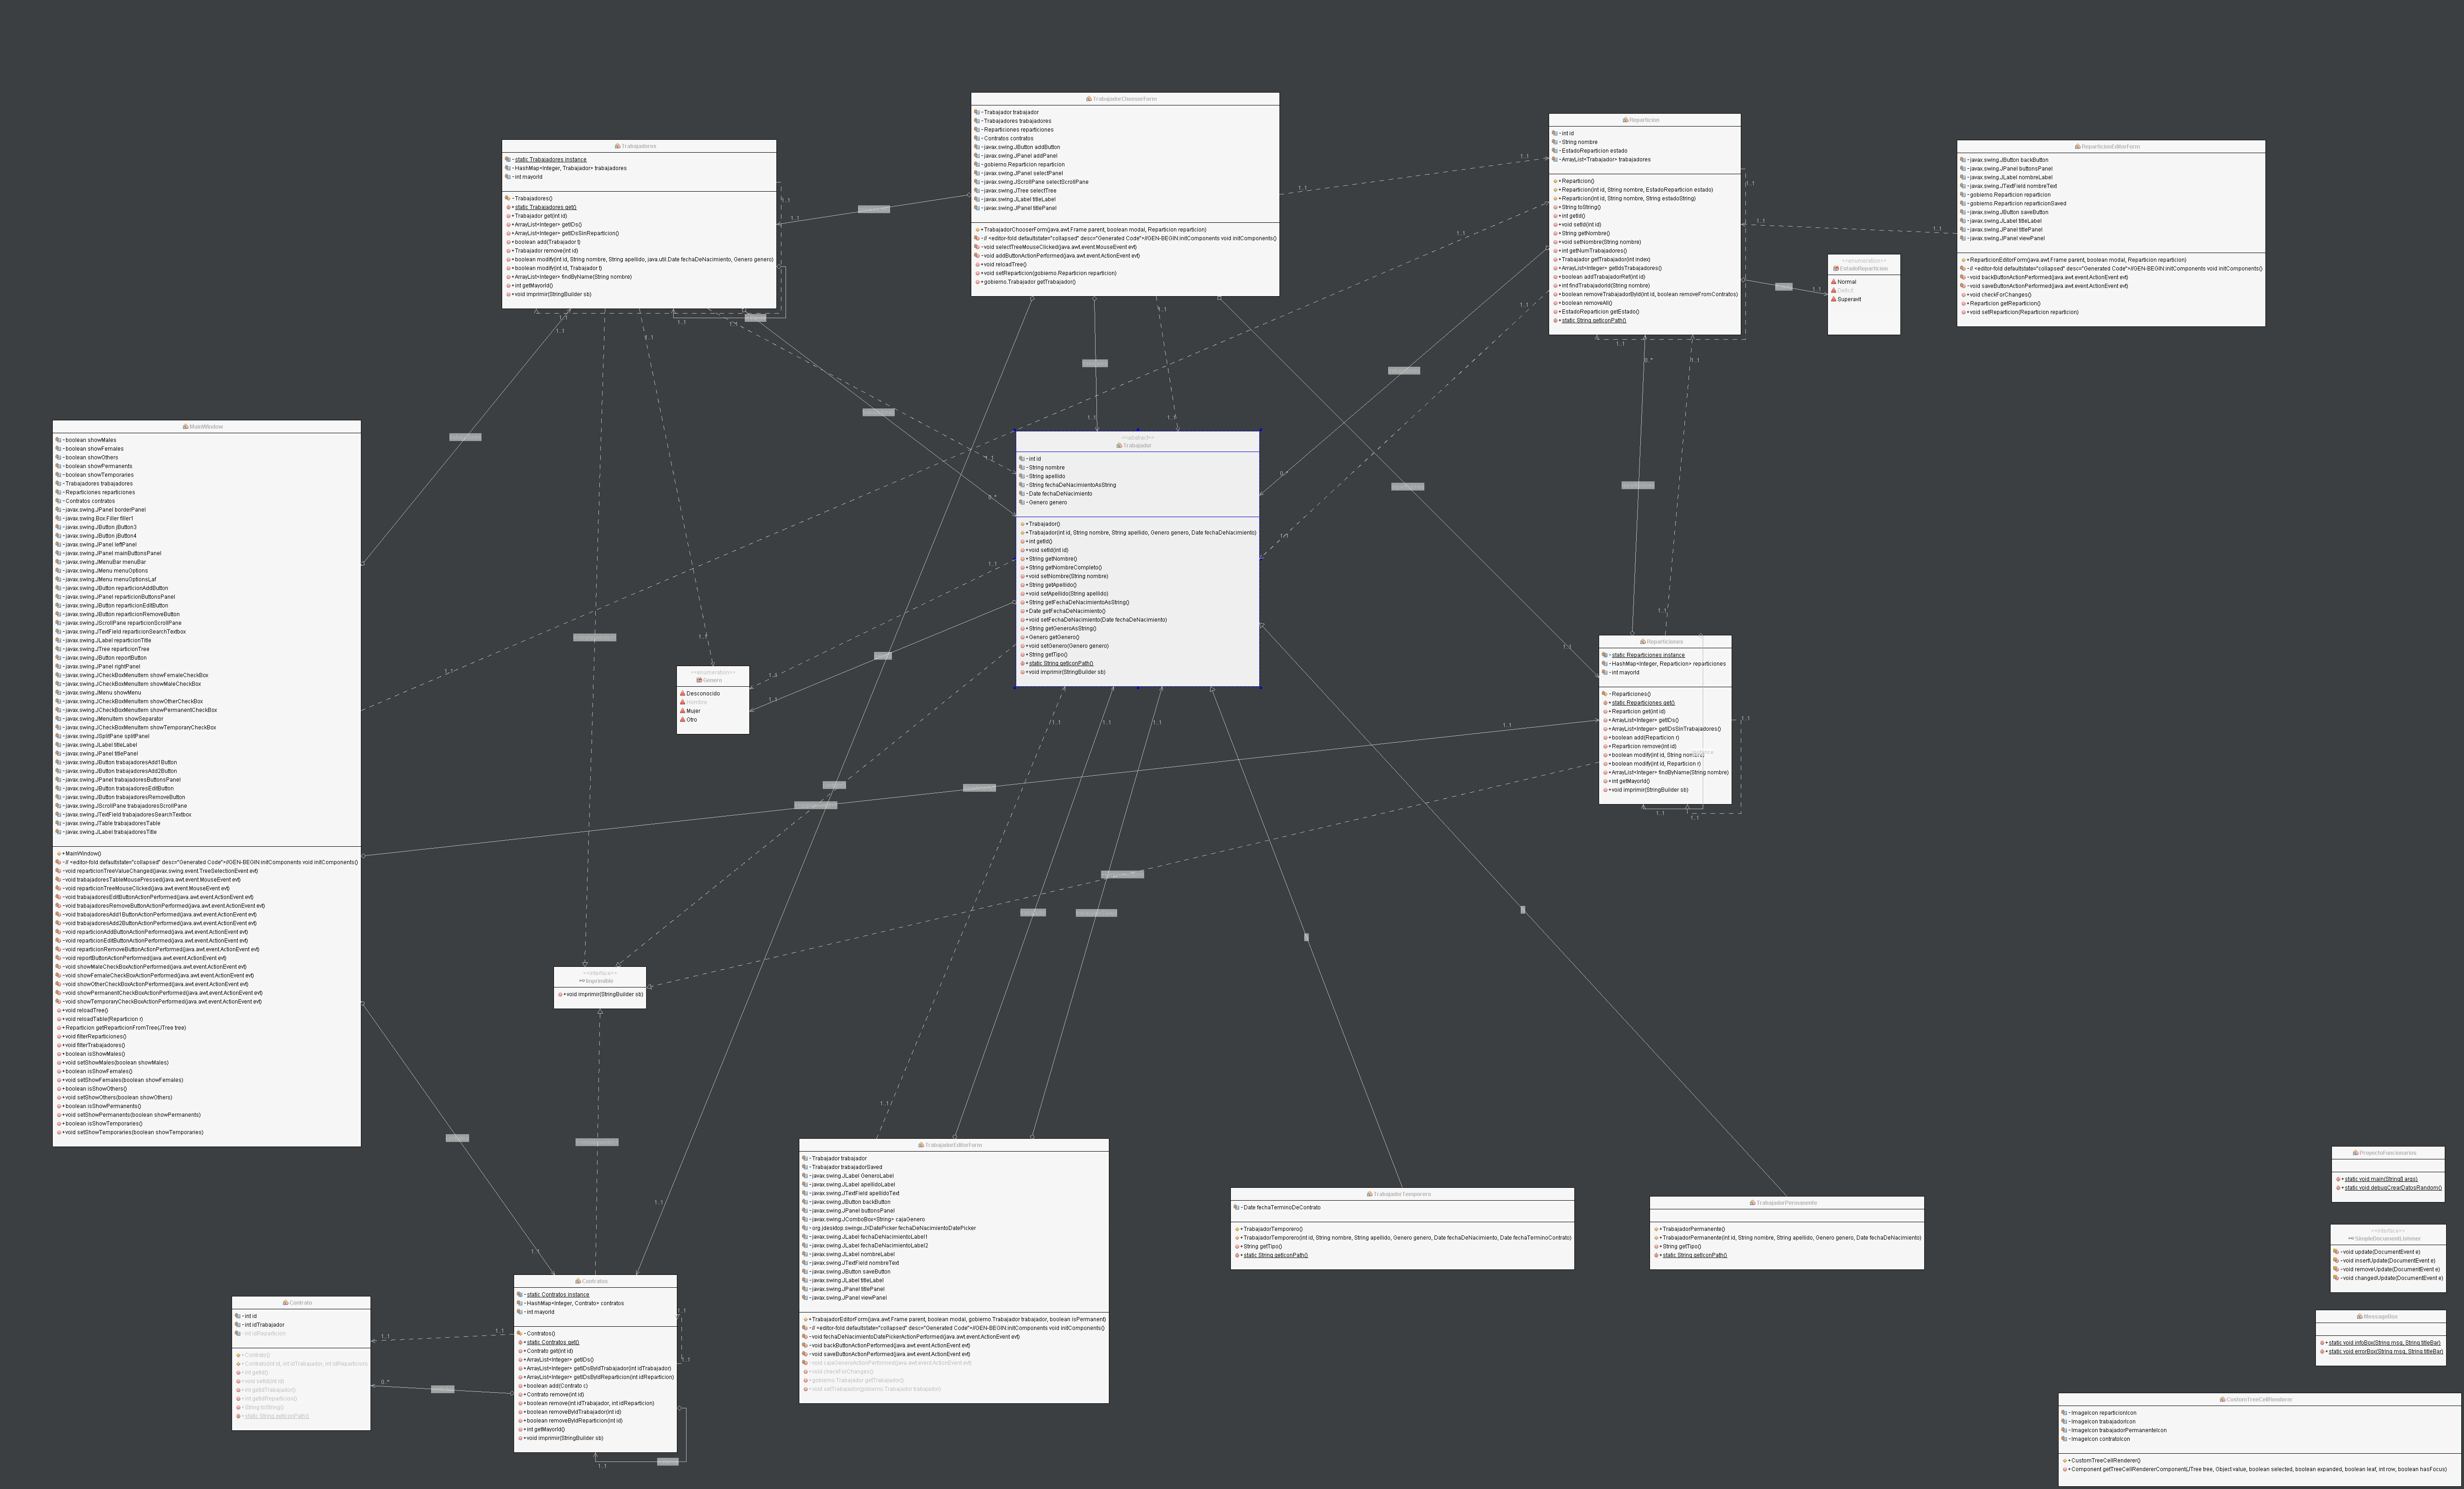 TrabajadorChooserForm
-Trabajador trabajador
-Trabajadores trabajadores
-Reparticiones reparticiones
-Contratos contratos
-javax.swing.JButton addButton
-javax.swing.JPanel addPanel
-gobierno.Reparticion reparticion
-javax.swing.JPanel selectPanel
-javax.swing.JScrollPane selectScrollPane
-javax.swing.JTree selectTree
-javax.swing.JLabel titleLabel
-javax.swing.JPanel titlePanel
+TrabajadorChooserForm(java.awt.Frame parent, boolean modal, Reparticion reparticion)
-// <editor-fold defaultstate="collapsed" desc="Generated Code">//GEN-BEGIN:initComponents void initComponents()
-void selectTreeMouseClicked(java.awt.event.MouseEvent evt)
-void addButtonActionPerformed(java.awt.event.ActionEvent evt)
+void reloadTree()
+void setReparticion(gobierno.Reparticion reparticion)
+gobierno.Trabajador getTrabajador()
Reparticion
-int id
-String nombre
-EstadoReparticion estado
-ArrayList<Trabajador> trabajadores
+Reparticion()
+Reparticion(int id, String nombre, EstadoReparticion estado)
+Reparticion(int id, String nombre, String estadoString)
+String toString()
+int getId()
+void setId(int id)
+String getNombre()
+void setNombre(String nombre)
+int getNumTrabajadores()
+Trabajador getTrabajador(int index)
+ArrayList<Integer> getIdsTrabajadores()
+boolean addTrabajadorRef(int id)
+int findTrabajadorId(String nombre)
+boolean removeTrabajadorById(int id, boolean removeFromContratos)
+boolean removeAll()
+EstadoReparticion getEstado()
+static String getIconPath()
Trabajadores
-static Trabajadores instance
-HashMap<Integer, Trabajador> trabajadores
-int mayorId
-Trabajadores()
+static Trabajadores get()
+Trabajador get(int id)
+ArrayList<Integer> getIDs()
+ArrayList<Integer> getIDsSinReparticion()
+boolean add(Trabajador t)
+Trabajador remove(int id)
+boolean modify(int id, String nombre, String apellido, java.util.Date fechaDeNacimiento, Genero genero)
+boolean modify(int id, Trabajador t)
+ArrayList<Integer> findByName(String nombre)
+int getMayorId()
+void imprimir(StringBuilder sb)
ReparticionEditorForm
-javax.swing.JButton backButton
-javax.swing.JPanel buttonsPanel
-javax.swing.JLabel nombreLabel
-javax.swing.JTextField nombreText
-gobierno.Reparticion reparticion
-gobierno.Reparticion reparticionSaved
-javax.swing.JButton saveButton
-javax.swing.JLabel titleLabel
-javax.swing.JPanel titlePanel
-javax.swing.JPanel viewPanel
+ReparticionEditorForm(java.awt.Frame parent, boolean modal, Reparticion reparticion)
-// <editor-fold defaultstate="collapsed" desc="Generated Code">//GEN-BEGIN:initComponents void initComponents()
-void backButtonActionPerformed(java.awt.event.ActionEvent evt)
-void saveButtonActionPerformed(java.awt.event.ActionEvent evt)
+void checkForChanges()
+Reparticion getReparticion()
+void setReparticion(Reparticion reparticion)
<<enumeration>>
EstadoReparticion
Normal
Deficit
Superavit
MainWindow
-boolean showMales
-boolean showFemales
-boolean showOthers
-boolean showPermanents
-boolean showTemporaries
-Trabajadores trabajadores
-Reparticiones reparticiones
-Contratos contratos
-javax.swing.JPanel borderPanel
-javax.swing.Box.Filler filler1
-javax.swing.JButton jButton3
-javax.swing.JButton jButton4
-javax.swing.JPanel leftPanel
-javax.swing.JPanel mainButtonsPanel
-javax.swing.JMenuBar menuBar
-javax.swing.JMenu menuOptions
-javax.swing.JMenu menuOptionsLaf
-javax.swing.JButton reparticionAddButton
-javax.swing.JPanel reparticionButtonsPanel
-javax.swing.JButton reparticionEditButton
-javax.swing.JButton reparticionRemoveButton
-javax.swing.JScrollPane reparticionScrollPane
-javax.swing.JTextField reparticionSearchTextbox
-javax.swing.JLabel reparticionTitle
-javax.swing.JTree reparticionTree
-javax.swing.JButton reportButton
-javax.swing.JPanel rightPanel
-javax.swing.JCheckBoxMenuItem showFemaleCheckBox
-javax.swing.JCheckBoxMenuItem showMaleCheckBox
-javax.swing.JMenu showMenu
-javax.swing.JCheckBoxMenuItem showOtherCheckBox
-javax.swing.JCheckBoxMenuItem showPermanentCheckBox
-javax.swing.JMenuItem showSeparator
-javax.swing.JCheckBoxMenuItem showTemporaryCheckBox
-javax.swing.JSplitPane splitPanel
-javax.swing.JLabel titleLabel
-javax.swing.JPanel titlePanel
-javax.swing.JButton trabajadoresAdd1Button
-javax.swing.JButton trabajadoresAdd2Button
-javax.swing.JPanel trabajadoresButtonsPanel
-javax.swing.JButton trabajadoresEditButton
-javax.swing.JButton trabajadoresRemoveButton
-javax.swing.JScrollPane trabajadoresScrollPane
-javax.swing.JTextField trabajadoresSearchTextbox
-javax.swing.JTable trabajadoresTable
-javax.swing.JLabel trabajadoresTitle
+MainWindow()
-// <editor-fold defaultstate="collapsed" desc="Generated Code">//GEN-BEGIN:initComponents void initComponents()
-void reparticionTreeValueChanged(javax.swing.event.TreeSelectionEvent evt)
-void trabajadoresTableMousePressed(java.awt.event.MouseEvent evt)
-void reparticionTreeMouseClicked(java.awt.event.MouseEvent evt)
-void trabajadoresEditButtonActionPerformed(java.awt.event.ActionEvent evt)
-void trabajadoresRemoveButtonActionPerformed(java.awt.event.ActionEvent evt)
-void trabajadoresAdd1ButtonActionPerformed(java.awt.event.ActionEvent evt)
-void trabajadoresAdd2ButtonActionPerformed(java.awt.event.ActionEvent evt)
-void reparticionAddButtonActionPerformed(java.awt.event.ActionEvent evt)
-void reparticionEditButtonActionPerformed(java.awt.event.ActionEvent evt)
-void reparticionRemoveButtonActionPerformed(java.awt.event.ActionEvent evt)
-void reportButtonActionPerformed(java.awt.event.ActionEvent evt)
-void showMaleCheckBoxActionPerformed(java.awt.event.ActionEvent evt)
-void showFemaleCheckBoxActionPerformed(java.awt.event.ActionEvent evt)
-void showOtherCheckBoxActionPerformed(java.awt.event.ActionEvent evt)
-void showPermanentCheckBoxActionPerformed(java.awt.event.ActionEvent evt)
-void showTemporaryCheckBoxActionPerformed(java.awt.event.ActionEvent evt)
+void reloadTree()
+void reloadTable(Reparticion r)
+Reparticion getReparticionFromTree(JTree tree)
+void filterReparticiones()
+void filterTrabajadores()
+boolean isShowMales()
+void setShowMales(boolean showMales)
+boolean isShowFemales()
+void setShowFemales(boolean showFemales)
+boolean isShowOthers()
+void setShowOthers(boolean showOthers)
+boolean isShowPermanents()
+void setShowPermanents(boolean showPermanents)
+boolean isShowTemporaries()
+void setShowTemporaries(boolean showTemporaries)
<<abstract>>
Trabajador
-int id
-String nombre
-String apellido
-String fechaDeNacimientoAsString
-Date fechaDeNacimiento
-Genero genero
+Trabajador()
+Trabajador(int id, String nombre, String apellido, Genero genero, Date fechaDeNacimiento)
+int getId()
+void setId(int id)
+String getNombre()
+String getNombreCompleto()
+void setNombre(String nombre)
+String getApellido()
+void setApellido(String apellido)
+String getFechaDeNacimientoAsString()
+Date getFechaDeNacimiento()
+void setFechaDeNacimiento(Date fechaDeNacimiento)
+String getGeneroAsString()
+Genero getGenero()
+void setGenero(Genero genero)
+String getTipo()
+static String getIconPath()
+void imprimir(StringBuilder sb)
<<enumeration>>
Genero
Desconocido
Hombre
Mujer
Otro
Reparticiones
-static Reparticiones instance
-HashMap<Integer, Reparticion> reparticiones
-int mayorId
-Reparticiones()
+static Reparticiones get()
+Reparticion get(int id)
+ArrayList<Integer> getIDs()
+ArrayList<Integer> getIDsSinTrabajadores()
+boolean add(Reparticion r)
+Reparticion remove(int id)
+boolean modify(int id, String nombre)
+boolean modify(int id, Reparticion r)
+ArrayList<Integer> findByName(String nombre)
+int getMayorId()
+void imprimir(StringBuilder sb)
<<interface>>
Imprimible
+void imprimir(StringBuilder sb)
TrabajadorEditorForm
-Trabajador trabajador
-Trabajador trabajadorSaved
-javax.swing.JLabel GeneroLabel
-javax.swing.JLabel apellidoLabel
-javax.swing.JTextField apellidoText
-javax.swing.JButton backButton
-javax.swing.JPanel buttonsPanel
-javax.swing.JComboBox<String> cajaGenero
-org.jdesktop.swingx.JXDatePicker fechaDeNacimientoDatePicker
-javax.swing.JLabel fechaDeNacimientoLabel1
-javax.swing.JLabel fechaDeNacimientoLabel2
-javax.swing.JLabel nombreLabel
-javax.swing.JTextField nombreText
-javax.swing.JButton saveButton
-javax.swing.JLabel titleLabel
-javax.swing.JPanel titlePanel
-javax.swing.JPanel viewPanel
+TrabajadorEditorForm(java.awt.Frame parent, boolean modal, gobierno.Trabajador trabajador, boolean isPermanent)
-// <editor-fold defaultstate="collapsed" desc="Generated Code">//GEN-BEGIN:initComponents void initComponents()
-void fechaDeNacimientoDatePickerActionPerformed(java.awt.event.ActionEvent evt)
-void backButtonActionPerformed(java.awt.event.ActionEvent evt)
-void saveButtonActionPerformed(java.awt.event.ActionEvent evt)
-void cajaGeneroActionPerformed(java.awt.event.ActionEvent evt)
+void checkForChanges()
+gobierno.Trabajador getTrabajador()
+void setTrabajador(gobierno.Trabajador trabajador)
TrabajadorTemporero
-Date fechaTerminoDeContrato
+TrabajadorTemporero()
+TrabajadorTemporero(int id, String nombre, String apellido, Genero genero, Date fechaDeNacimiento, Date fechaTerminoContrato)
+String getTipo()
+static String getIconPath()
TrabajadorPermanente
+TrabajadorPermanente()
+TrabajadorPermanente(int id, String nombre, String apellido, Genero genero, Date fechaDeNacimiento)
+String getTipo()
+static String getIconPath()
ProyectoFuncionarios
+static void main(String[] args)
+static void debugCrearDatosRandom()
<<interface>>
SimpleDocumentListener
~void update(DocumentEvent e)
~void insertUpdate(DocumentEvent e)
~void removeUpdate(DocumentEvent e)
~void changedUpdate(DocumentEvent e)
MessageBox
+static void infoBox(String msg, String titleBar)
+static void errorBox(String msg, String titleBar)
CustomTreeCellRenderer
-ImageIcon reparticionIcon
-ImageIcon trabajadorIcon
-ImageIcon trabajadorPermanenteIcon
-ImageIcon contratoIcon
+CustomTreeCellRenderer()
+Component getTreeCellRendererComponent(JTree tree, Object value, boolean selected, boolean expanded, boolean leaf, int row, boolean hasFocus)
Contrato
-int id
-int idTrabajador
-int idReparticion
+Contrato()
+Contrato(int id, int idTrabajador, int idReparticion)
+int getId()
+void setId(int id)
+int getIdTrabajador()
+int getIdReparticion()
+String toString()
+static String getIconPath()
Contratos
-static Contratos instance
-HashMap<Integer, Contrato> contratos
-int mayorId
-Contratos()
+static Contratos get()
+Contrato get(int id)
+ArrayList<Integer> getIDs()
+ArrayList<Integer> getIDsByIdTrabajador(int idTrabajador)
+ArrayList<Integer> getIDsByIdReparticion(int idReparticion)
+boolean add(Contrato c)
+Contrato remove(int id)
+boolean remove(int idTrabajador, int idReparticion)
+boolean removeByIdTrabajador(int id)
+boolean removeByIdReparticion(int id)
+int getMayorId()
+void imprimir(StringBuilder sb)